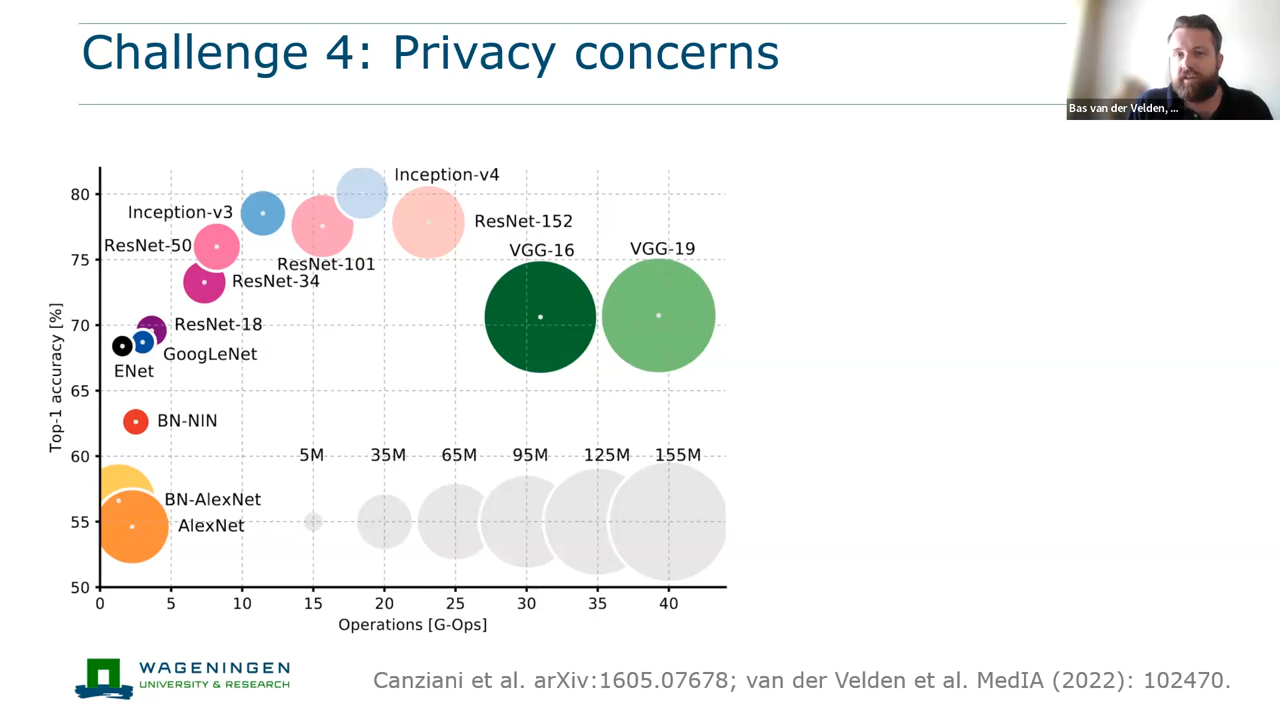 Challenge 4: Privacy concerns
Bas van der Velden, ...
Inception-v4
Inception-v3
ResNet-152
ResNet-50
VGG-16
VGG-19
ResNet-101
ResNet-34
ResNet-18
GoogLeNet
ENet
BN-NIN
5M 35M 65M 95M 125M 155M
BN-AlexNet
AlexNet
80
75
70
65
60
55
50
Top-1 accuracy [%]
0 5 10 15 20 25 30 35 40
Operations [G-Ops]
WAGENINGEN
UNIVERSITY & RESEARCH
Canziani et al. arXiv:1605.07678; van der Velden et al. MedIA (2022): 102470.